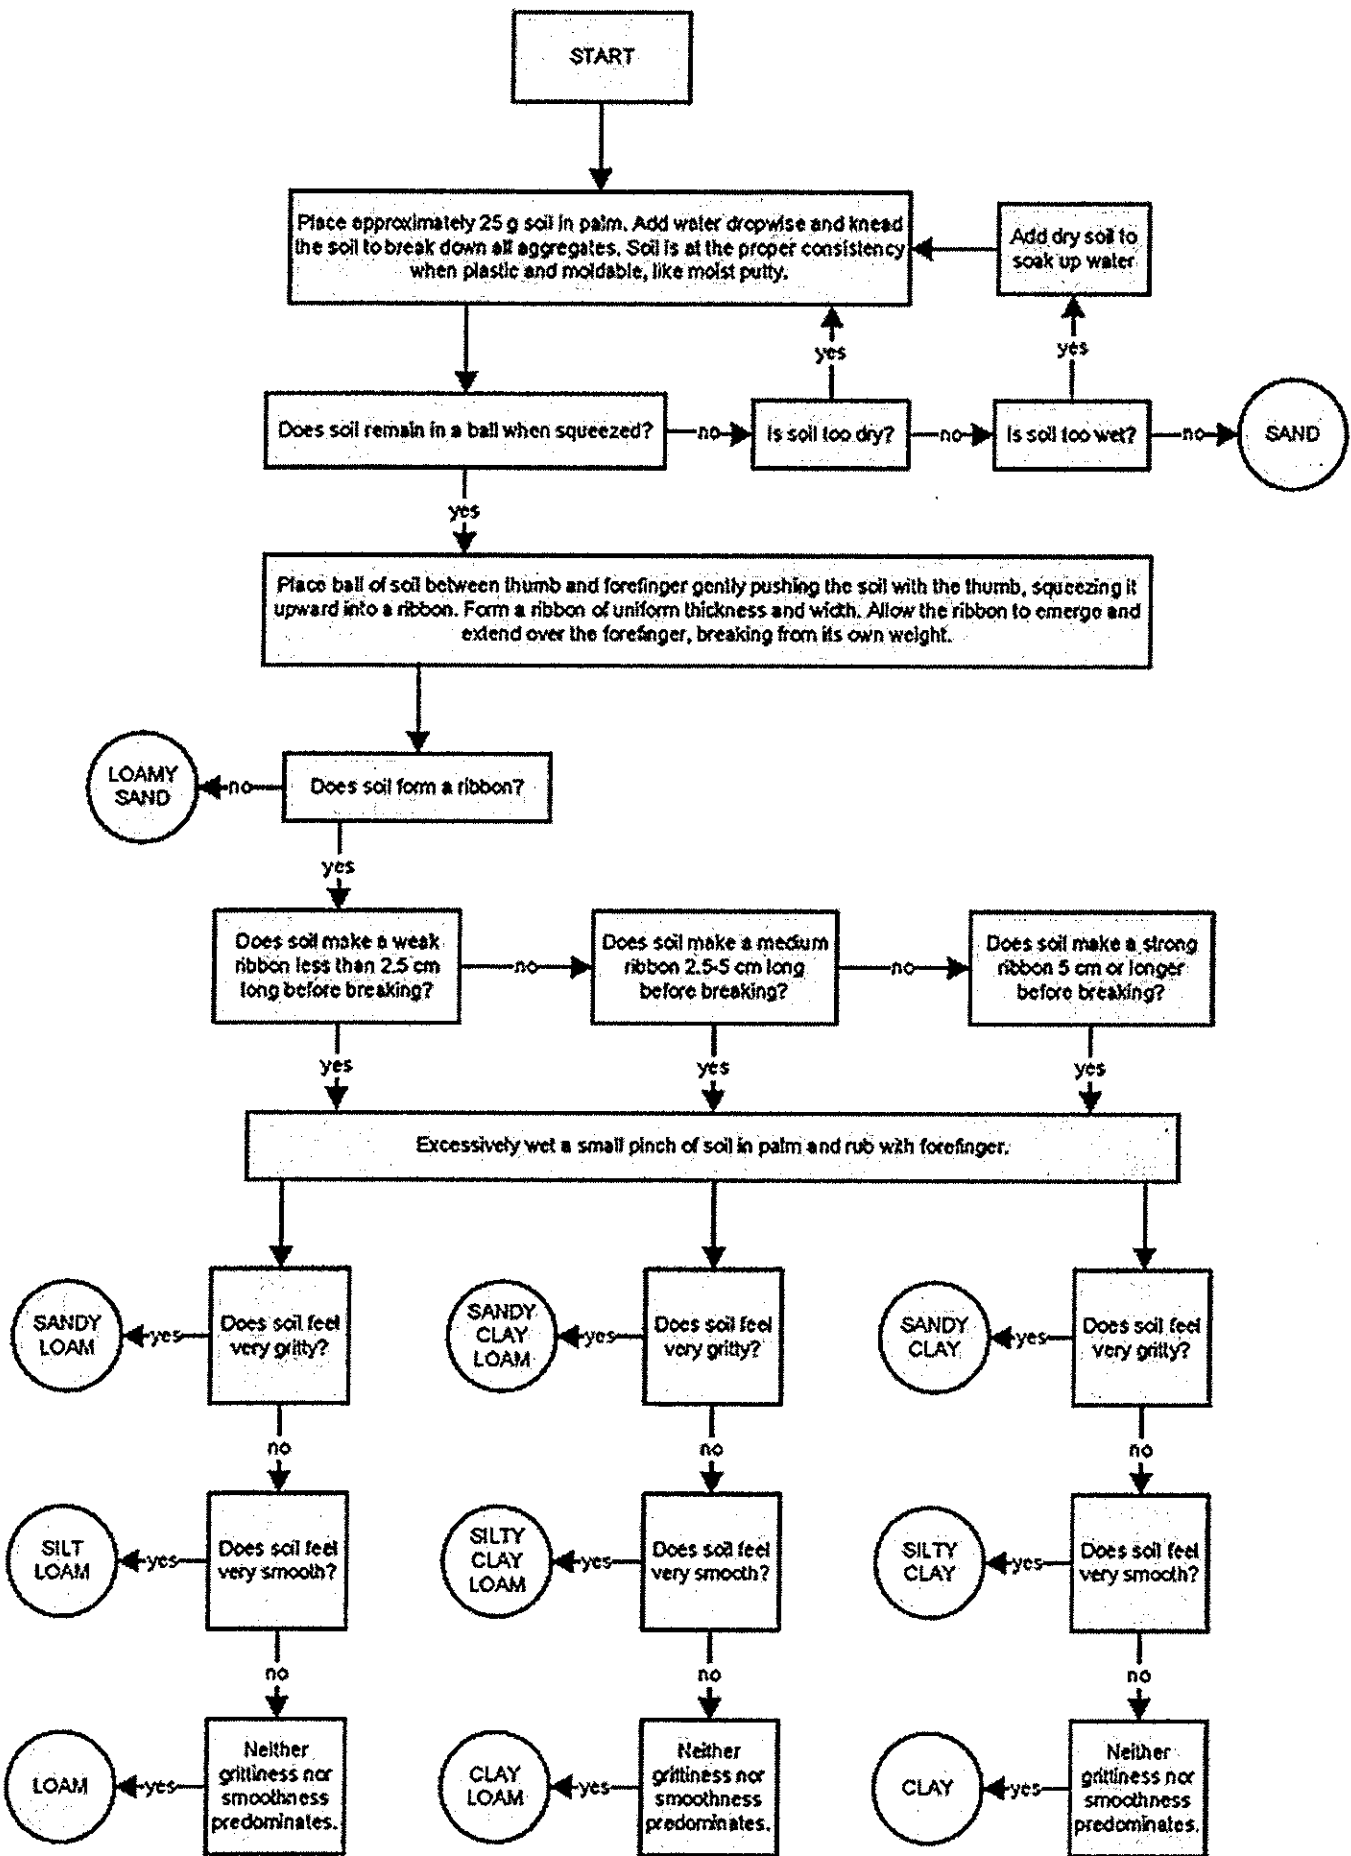 START
Place approximately 25 g soil in palm. Add water dropwise and knead
the soil to break down all aggregates. Soil is at the proper consistency
when plastic and moldable, like moist putty.
Add dry soil to
soak up water
yes
yes
Does soil remain in a ball when squeezed?
no
Is soil too dry?
no
Is soil too wet?
no
SAND
yes
Place ball of soil between thumb and forefinger gently pushing the soil with the thumb, squeezing it
upward into a ribbon. Form a ribbon of uniform thickness and width. Allow the ribbon to emerge and
extend over the forefinger, breaking from its own weight.
LOAMY
SAND
no
Does soil form a ribbon?
yes
Does soil make a weak
ribbon less than 2.5 cm
long before breaking?
no
Does soil make a medium
ribbon 2.5-5 cm long
before breaking?
no
Does soil make a strong
ribbon 5 cm or longer
before breaking?
yes
yes
yes
Excessively wet a small pinch of soil in palm and rub with forefinger.
SANDY
LOAM
yes
Does soil feel
very gritty?
SANDY
CLAY
LOAM
yes
Does soil feel
very gritty?
SANDY
CLAY
yes
Does soil feel
very gritty?
no
no
no
SILT
LOAM
yes
Does soil feel
very smooth?
SILTY
CLAY
LOAM
yes
Does soil feel
very smooth?
SILTY
CLAY
yes
Does soil feel
very smooth?
no
no
no
LOAM
yes
Neither
grittiness nor
smoothness
predominates.
CLAY
LOAM
yes
Neither
grittiness nor
smoothness
predominates.
CLAY
yes
Neither
grittiness nor
smoothness
predominates.